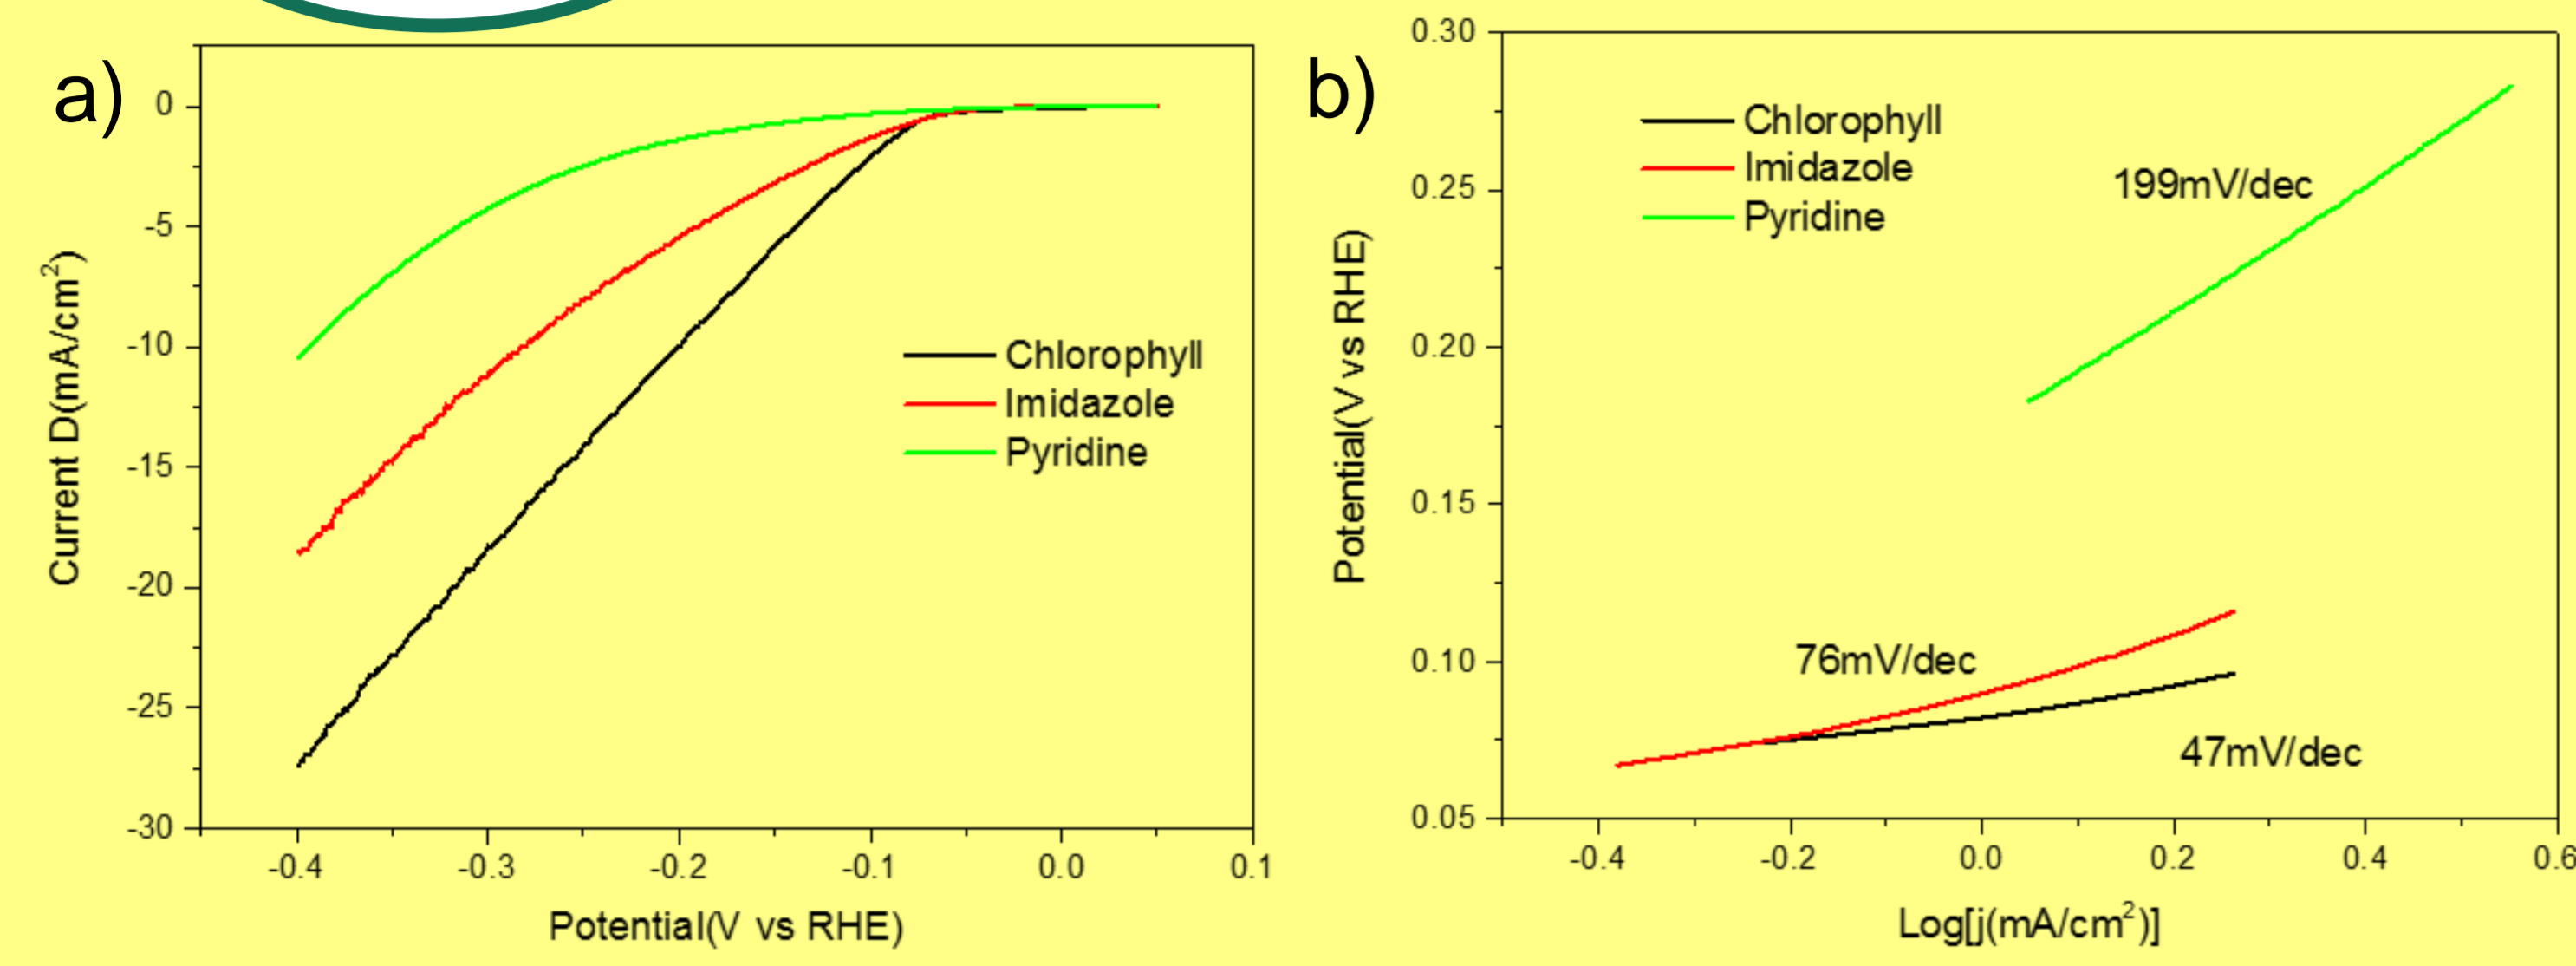 a)
0
-5
-10
-15
-20
-25
-30
Current D(mA/cm²)
Chlorophyll
Imidazole
Pyridine
-0.4 -0.3 -0.2 -0.1 0.0 0.1
Potential(V vs RHE)
b)
0.30
0.25
0.20
0.15
0.10
0.05
Potential(V vs RHE)
Chlorophyll
Imidazole
Pyridine
199mV/dec
76mV/dec
47mV/dec
-0.4 -0.2 0.0 0.2 0.4 0.6
Log[j(mA/cm²)]